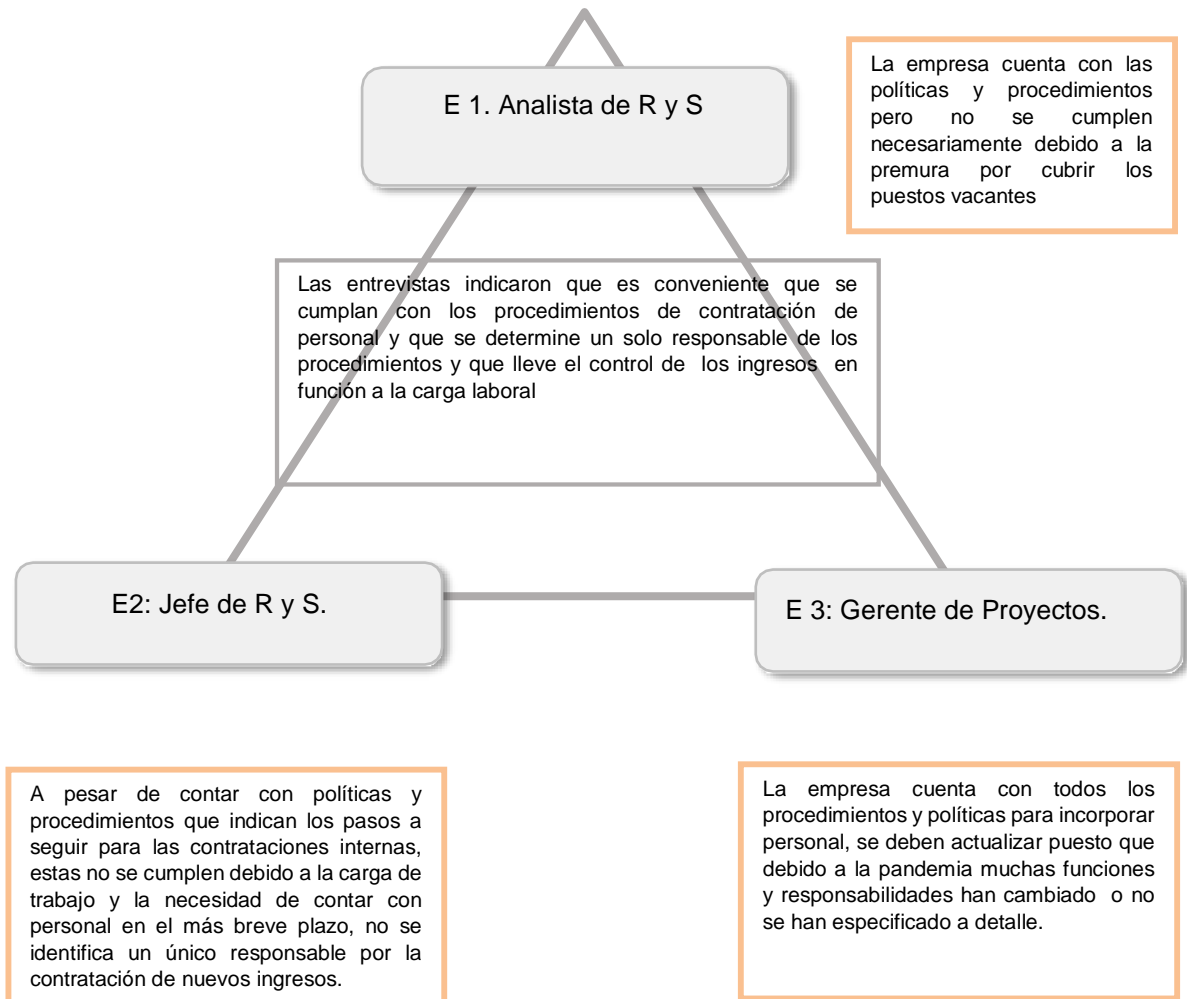 E 1. Analista de R y S
La empresa cuenta con las
políticas y procedimientos
pero no se cumplen
necesariamente debido a la
premura por cubrir los
puestos vacantes
Las entrevistas indicaron que es conveniente que se
cumplan con los procedimientos de contratación de
personal y que se determine un solo responsable de los
procedimientos y que lleve el control de los ingresos en
función a la carga laboral
E2: Jefe de R y S.
E 3: Gerente de Proyectos.
A pesar de contar con políticas y
procedimientos que indican los pasos a
seguir para las contrataciones internas,
estas no se cumplen debido a la carga de
trabajo y la necesidad de contar con
personal en el más breve plazo, no se
identifica un único responsable por la
contratación de nuevos ingresos.
La empresa cuenta con todos los
procedimientos y políticas para incorporar
personal, se deben actualizar puesto que
debido a la pandemia muchas funciones
y responsabilidades han cambiado o no
se han especificado a detalle.